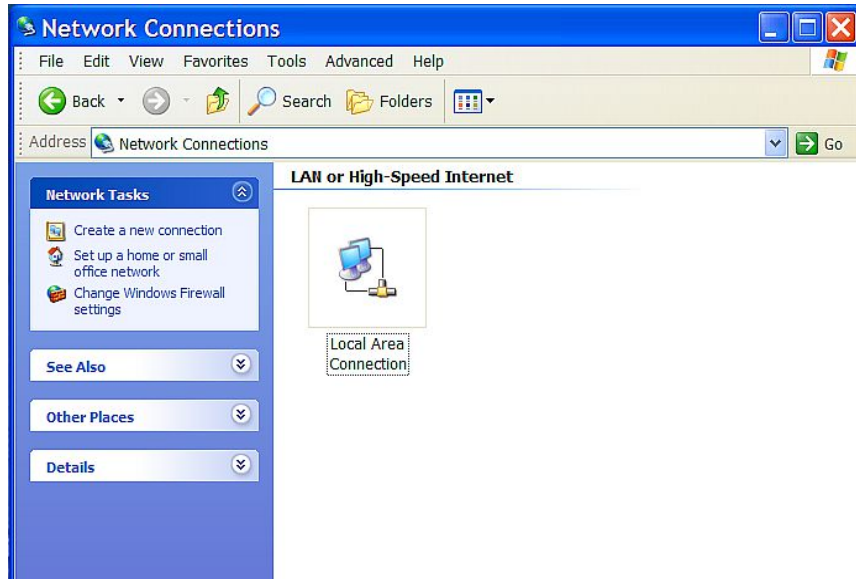 Network Connections
File Edit View Favorites Tools Advanced Help
Back Search Folders
Address Network Connections Go
Network Tasks
Create a new connection
Set up a home or small
office network
Change Windows Firewall
settings
See Also
Other Places
Details
LAN or High-Speed Internet
Local Area
Connection